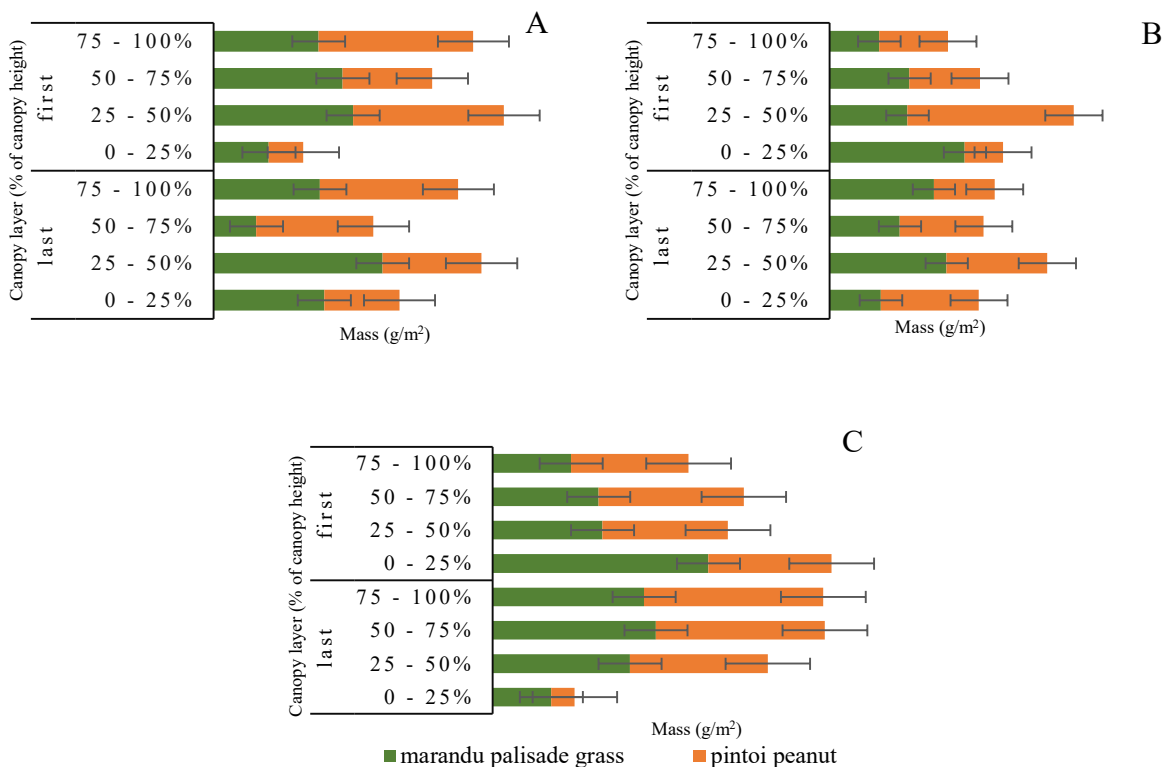 A
Canopy layer (% of canopy height)
first
75 - 100%
50 - 75%
25 - 50%
0 - 25%
last
75 - 100%
50 - 75%
25 - 50%
0 - 25%
Mass (g/m²)
B
Canopy layer (% of canopy height)
first
75 - 100%
50 - 75%
25 - 50%
0 - 25%
last
75 - 100%
50 - 75%
25 - 50%
0 - 25%
Mass (g/m²)
C
Canopy layer (% of canopy height)
first
75 - 100%
50 - 75%
25 - 50%
0 - 25%
last
75 - 100%
50 - 75%
25 - 50%
0 - 25%
Mass (g/m²)
marandu palisade grass
pintoi peanut